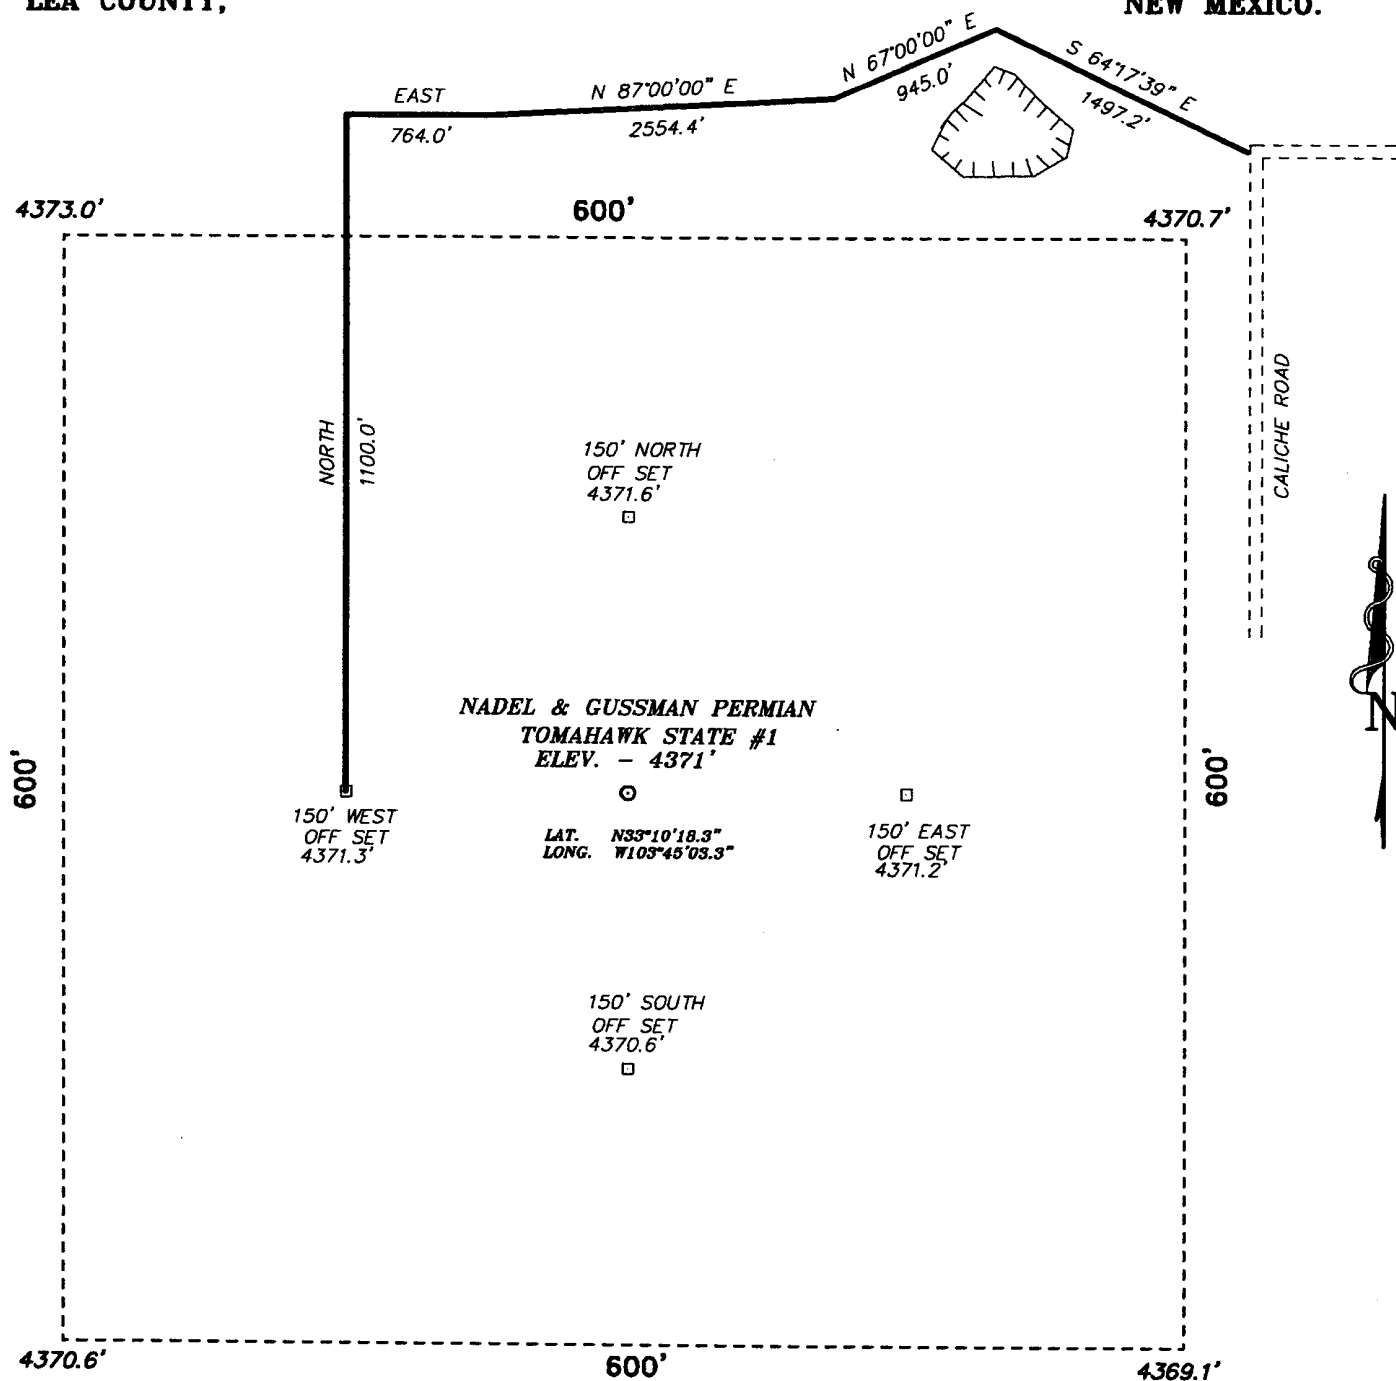 LEA COUNTY,
NEW MEXICO.
EAST
764.0'
N 87°00'00" E
2554.4'
N 67°00'00" E
945.0'
S 64°17'39" E
1497.2'
4373.0'
600'
4370.7'
NORTH
1100.0'
CALICHE ROAD
150' NORTH
OFF SET
4371.6'
NADEL & GUSSMAN PERMIAN
TOMAHAWK STATE #1
ELEV. - 4371'
600'
600'
N
150' WEST
OFF SET
4371.3'
LAT. N33°10'18.3"
LONG. W103°45'03.3"
150' EAST
OFF SET
4371.2'
150' SOUTH
OFF SET
4370.6'
4370.6'
600'
4369.1'